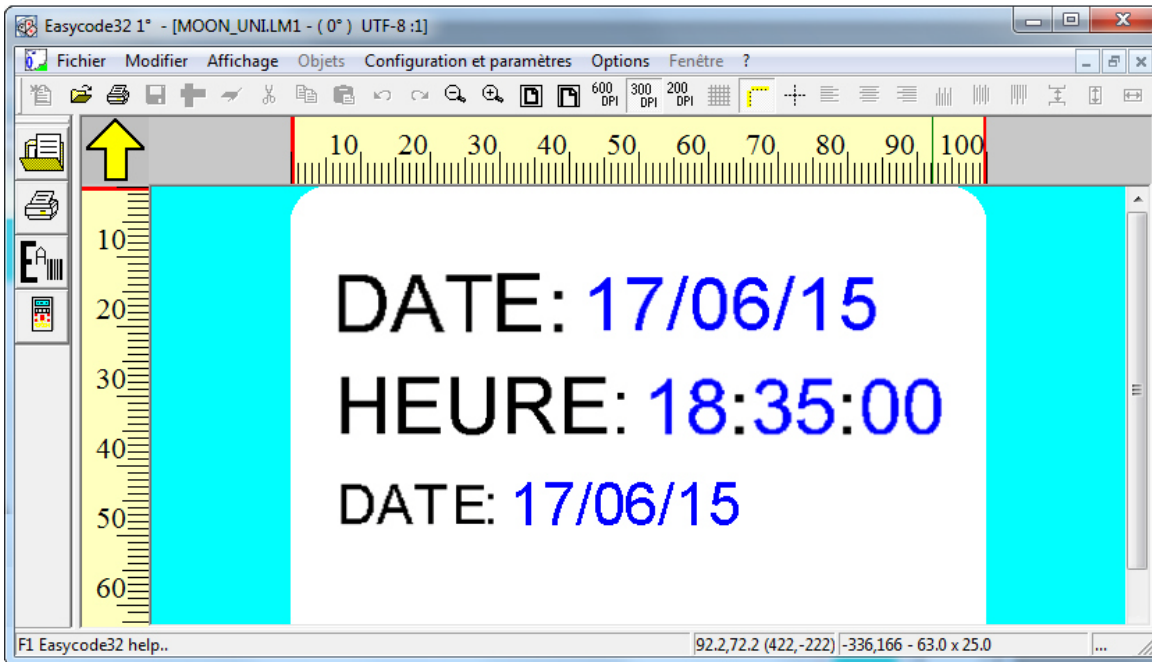 Easycode32 1° - [MOON_UNI.LM1 - ( 0° ) UTF-8 :1]
Fichier Modifier Affichage Objets Configuration et paramètres Options Fenêtre ?
600 DPI 300 DPI 200 DPI
10 20 30 40 50 60 70 80 90 100
E A
10
20
30
40
50
60
DATE: 17/06/15
HEURE: 18:35:00
DATE: 17/06/15
F1 Easycode32 help.. 92.2,72.2 (422,-222) -336,166 - 63.0 x 25.0 ...